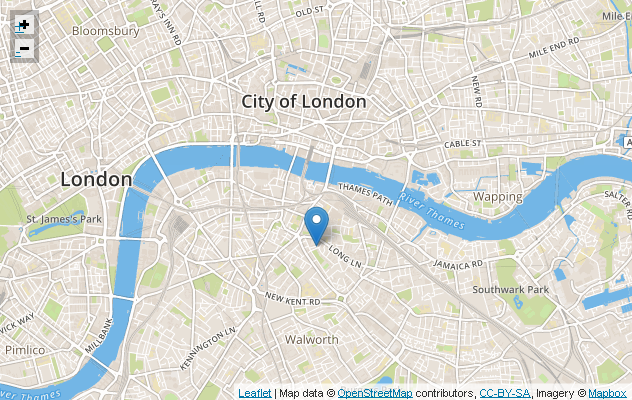 +
−
Bloomsbury
'S INN RD
OLD ST
Mile En
MILE END RD
NEW RD
City of London
CABLE ST
A
London
THAMES PATH
River Thames
Wapping
SALTER RD
St. James's Park
LONG LN
JAMAICA RD
Southwark Park
NEW KENT RD
VICK WAY
MILLBANK
KENNINGTON LN
Walworth
Pimlico
River Thames
Leaflet | Map data © OpenStreetMap contributors, CC-BY-SA, Imagery © Mapbox